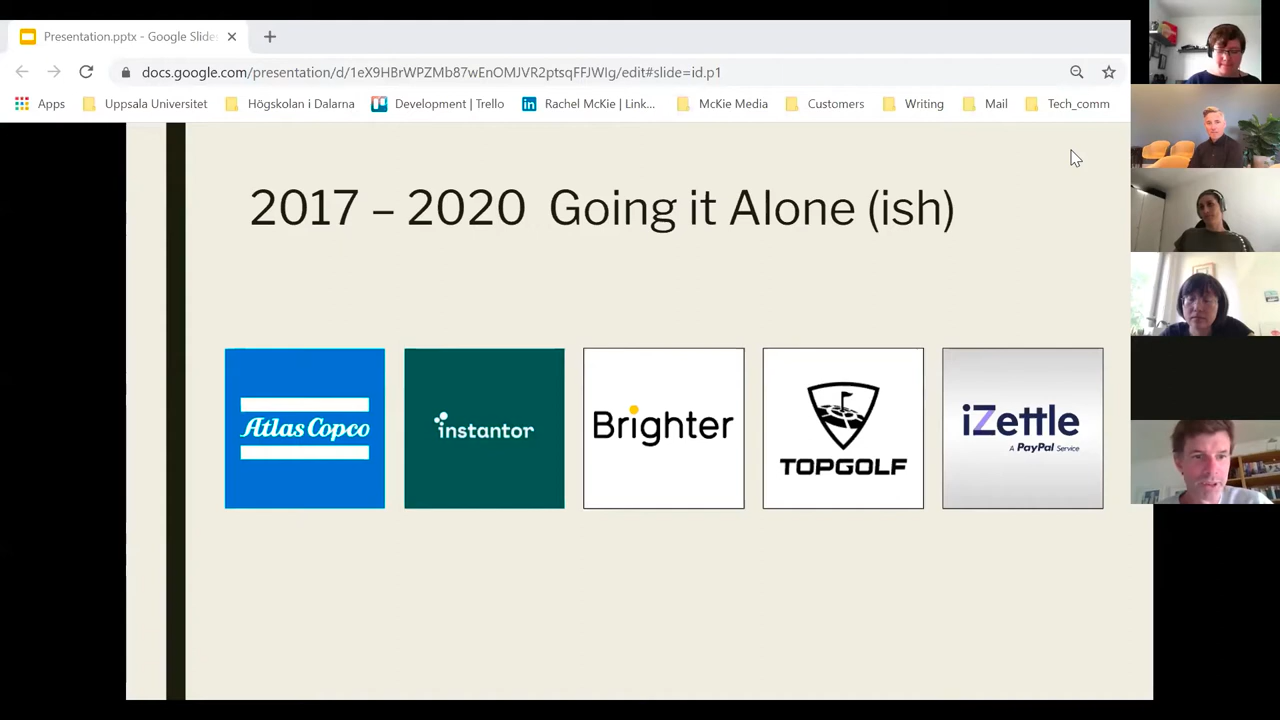 Presentation.pptx - Google Slides
docs.google.com/presentation/d/1eX9HBrWPZMb87wEnOMJVR2ptsqFFJWIg/edit#slide=id.p1
Apps Uppsala Universitet Högskolan i Dalarna Development | Trello Rachel McKie | Link... McKie Media Customers Writing Mail Tech_comm
2017 – 2020 Going it Alone (ish)
Atlas Copco
instantor
Brighter
TOPGOLF
iZettle
A PayPal Service